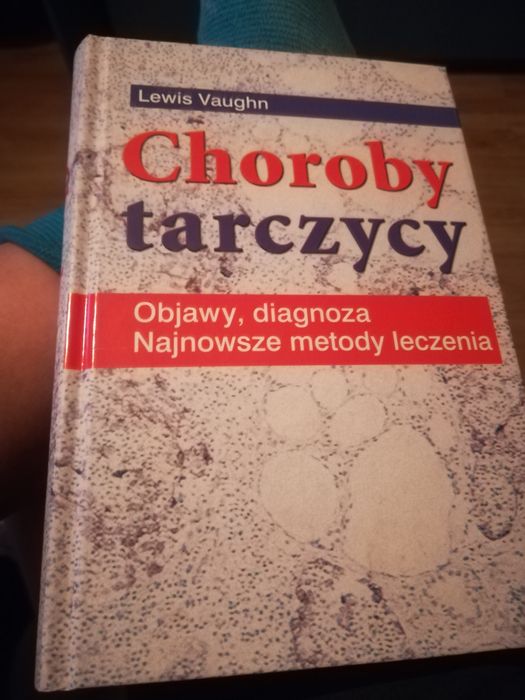 Lewis Vaughn
Choroby
tarczycy
Objawy, diagnoza
Najnowsze metody leczenia